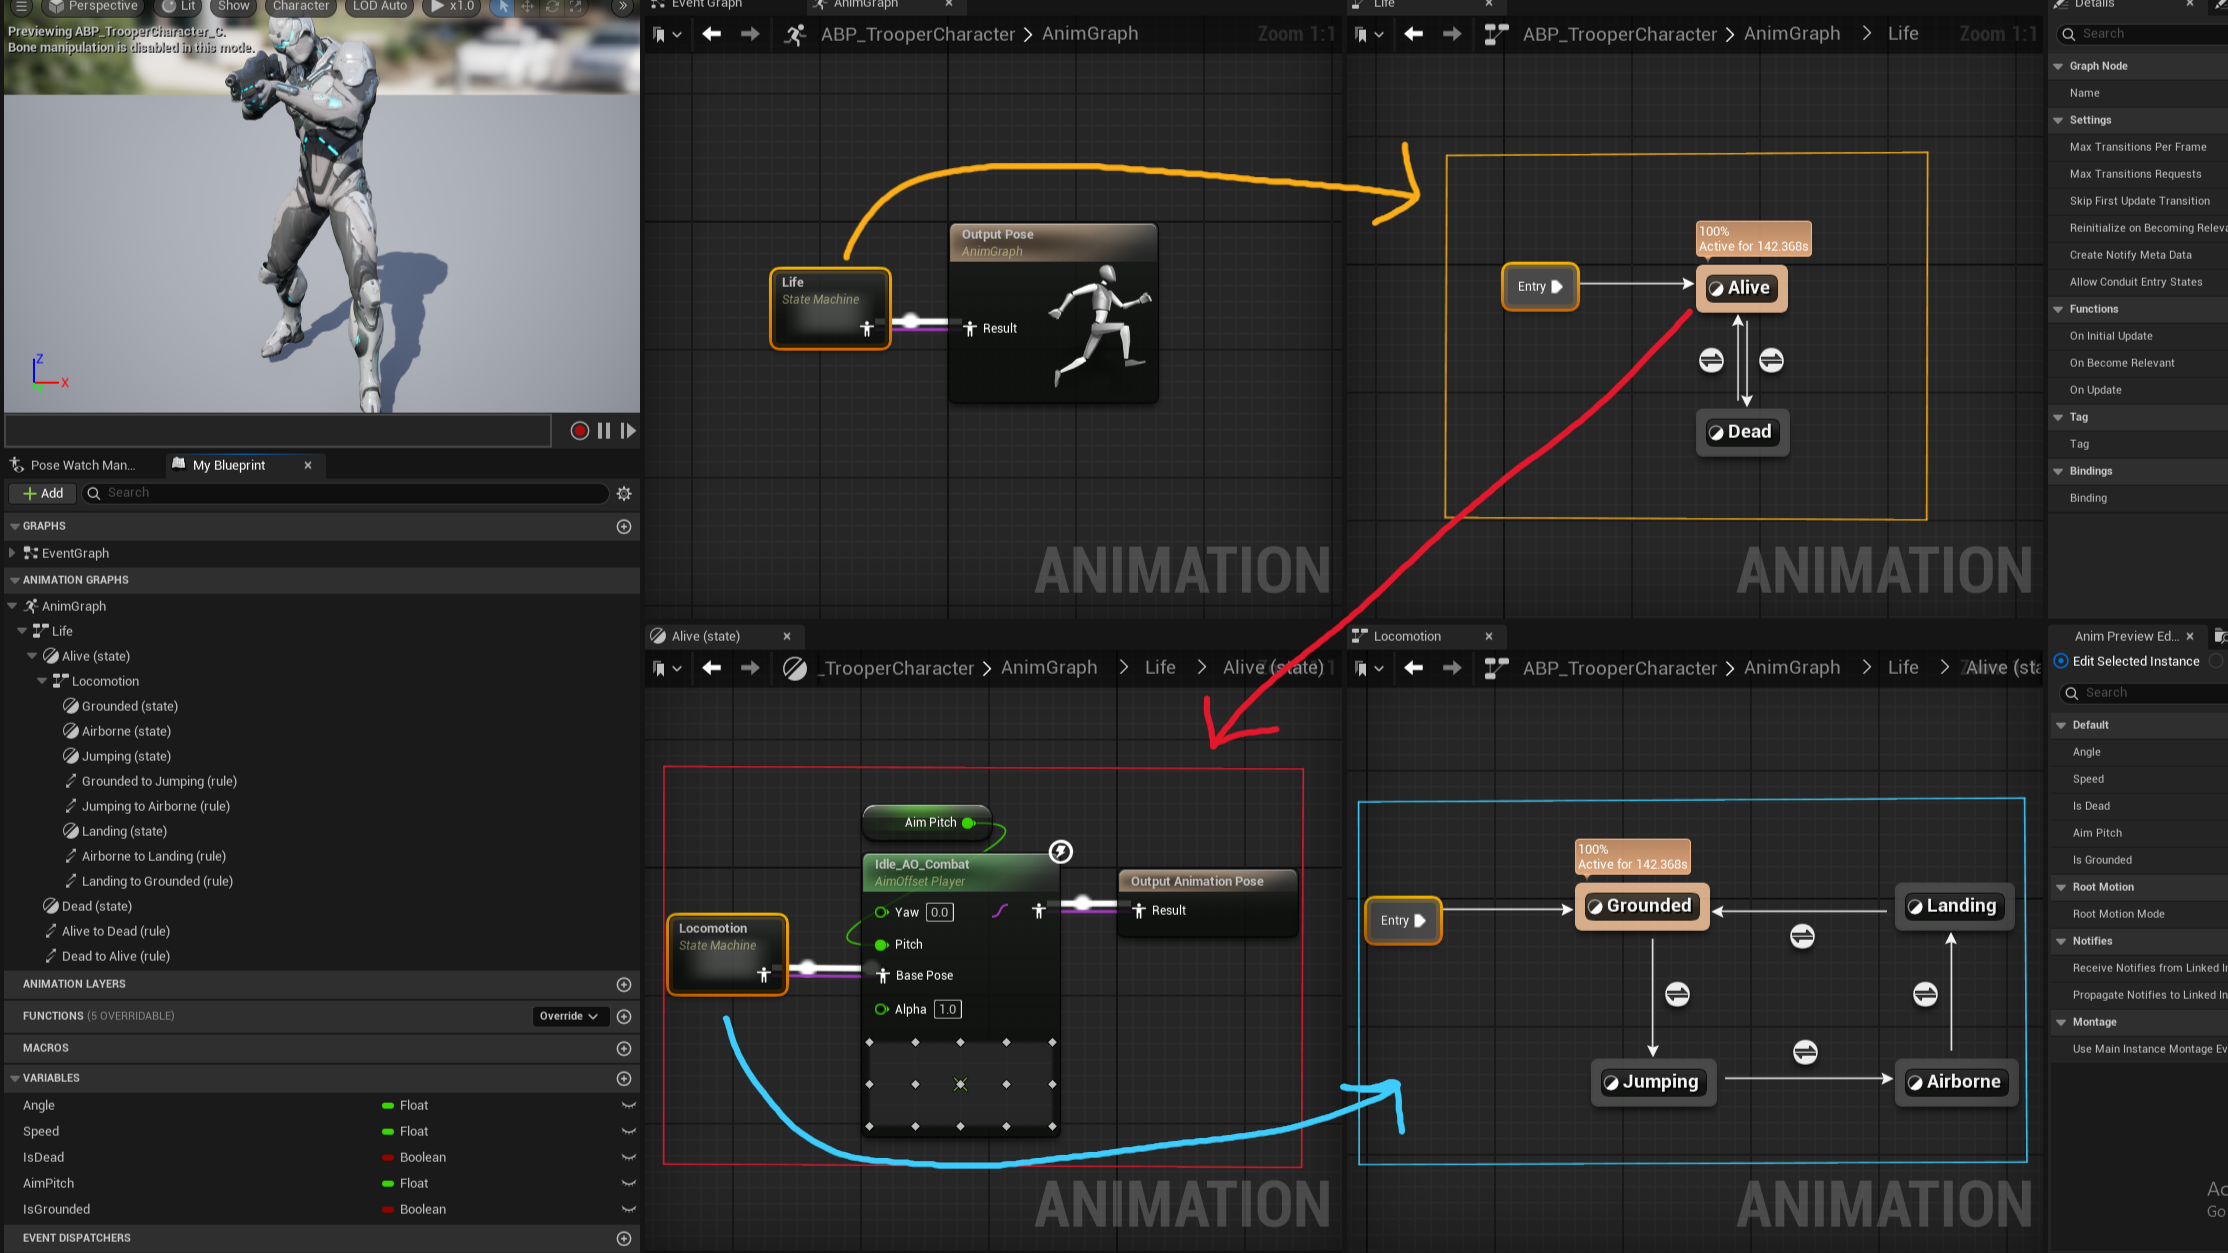 Perspective
Lit
Show
Character
LOD Auto
x1.0
Previewing ABP_TrooperCharacter_C.
Bone manipulation is disabled in this mode.
Z
X
Pose Watch Man...
My Blueprint
Add
Search
GRAPHS
EventGraph
ANIMATION GRAPHS
AnimGraph
Life
Alive (state)
Locomotion
Grounded (state)
Airborne (state)
Jumping (state)
Grounded to Jumping (rule)
Jumping to Airborne (rule)
Landing (state)
Airborne to Landing (rule)
Landing to Grounded (rule)
Dead (state)
Alive to Dead (rule)
Dead to Alive (rule)
ANIMATION LAYERS
FUNCTIONS (5 OVERRIDABLE)
Override
MACROS
VARIABLES
Angle Float
Speed Float
IsDead Boolean
AimPitch Float
IsGrounded Boolean
EVENT DISPATCHERS
Event Graph
AnimGraph
ABP_TrooperCharacter > AnimGraph
Zoom 1:1
Life
State Machine
Output Pose
AnimGraph
Result
ANIMATION
Life
ABP_TrooperCharacter > AnimGraph > Life
Zoom 1:1
Entry
100%
Active for 142.368s
Alive
Dead
ANIMATION
Alive (state)
_TrooperCharacter > AnimGraph > Life > Alive (state)
Aim Pitch
Idle_AO_Combat
AimOffset Player
Yaw 0.0
Pitch
Base Pose
Alpha 1.0
Locomotion
State Machine
Output Animation Pose
Result
ANIMATION
Locomotion
ABP_TrooperCharacter > AnimGraph > Life > Alive (sta
Entry
100%
Active for 142.368s
Grounded
Landing
Jumping
Airborne
ANIMATION
Details
Search
Graph Node
Name
Settings
Max Transitions Per Frame
Max Transitions Requests
Skip First Update Transition
Reinitialize on Becoming Releva
Create Notify Meta Data
Allow Conduit Entry States
Functions
On Initial Update
On Become Relevant
On Update
Tag
Tag
Bindings
Binding
Anim Preview Ed...
Edit Selected Instance
Search
Default
Angle
Speed
Is Dead
Aim Pitch
Is Grounded
Root Motion
Root Motion Mode
Notifies
Receive Notifies from Linked In
Propagate Notifies to Linked In
Montage
Use Main Instance Montage Ev
Ac
Go